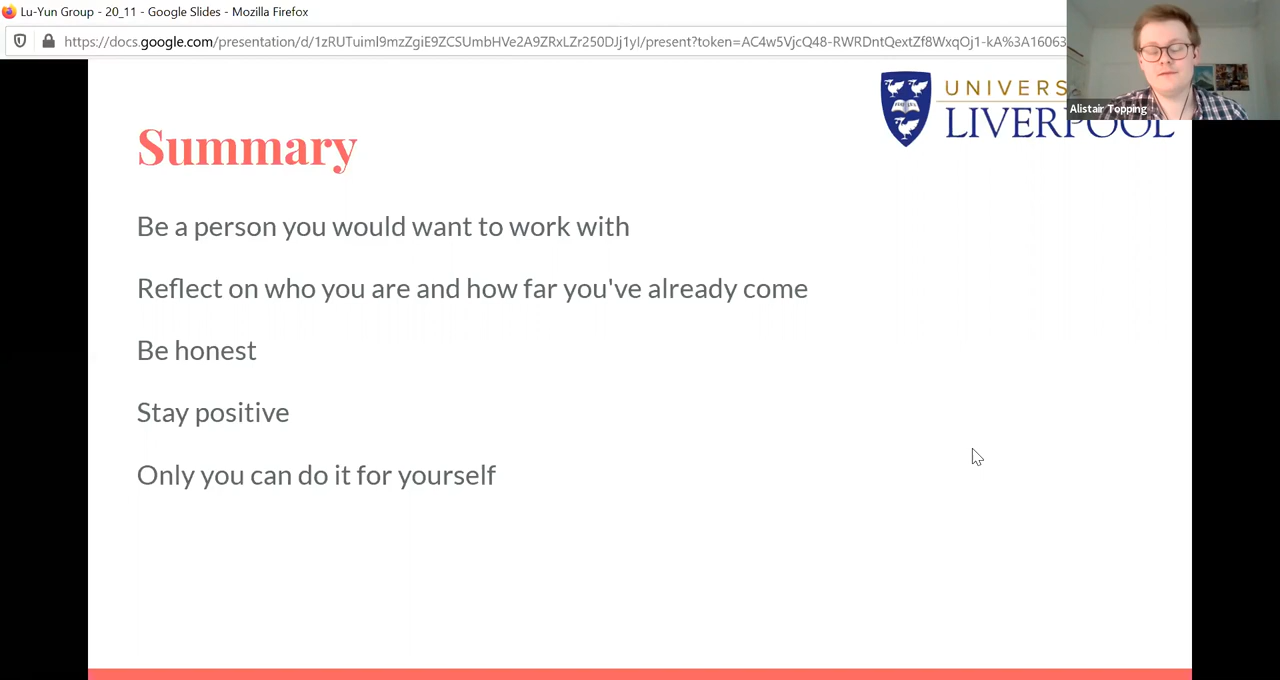 Lu-Yun Group - 20_11 - Google Slides - Mozilla Firefox
https://docs.google.com/presentation/d/1zRUTuiml9mzZgiE9ZCSUmbHVe2A9ZRxLZr250DJj1yI/present?token=AC4w5VjcQ48-RWRDntQextZf8WxqOj1-kA%3A16063
Alistair Topping
UNIVERS
LIVERPOOL
Summary
Be a person you would want to work with
Reflect on who you are and how far you've already come
Be honest
Stay positive
Only you can do it for yourself